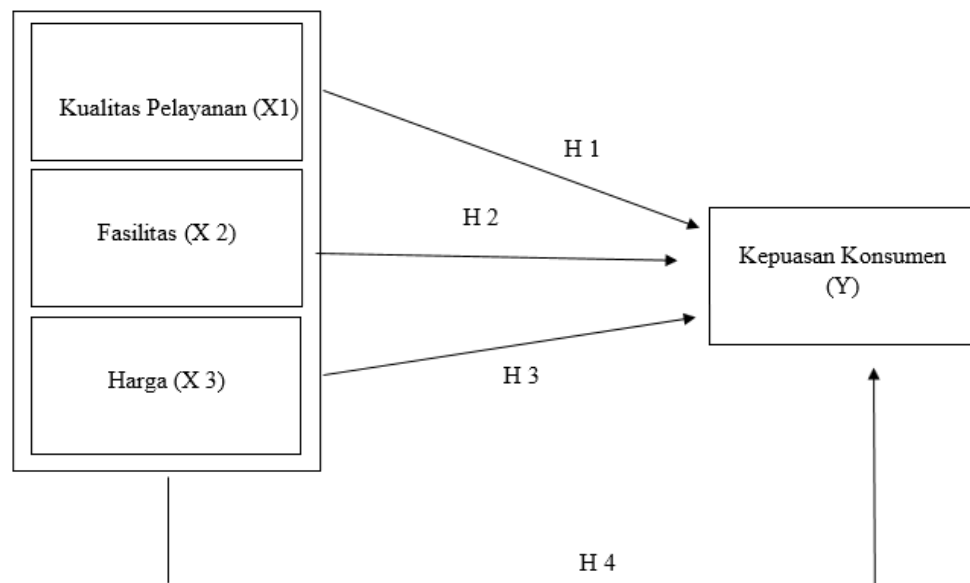 Kualitas Pelayanan (X1)
H 1
H 2
Fasilitas (X 2)
Kepuasan Konsumen
(Y)
Harga (X 3)
H 3
H 4